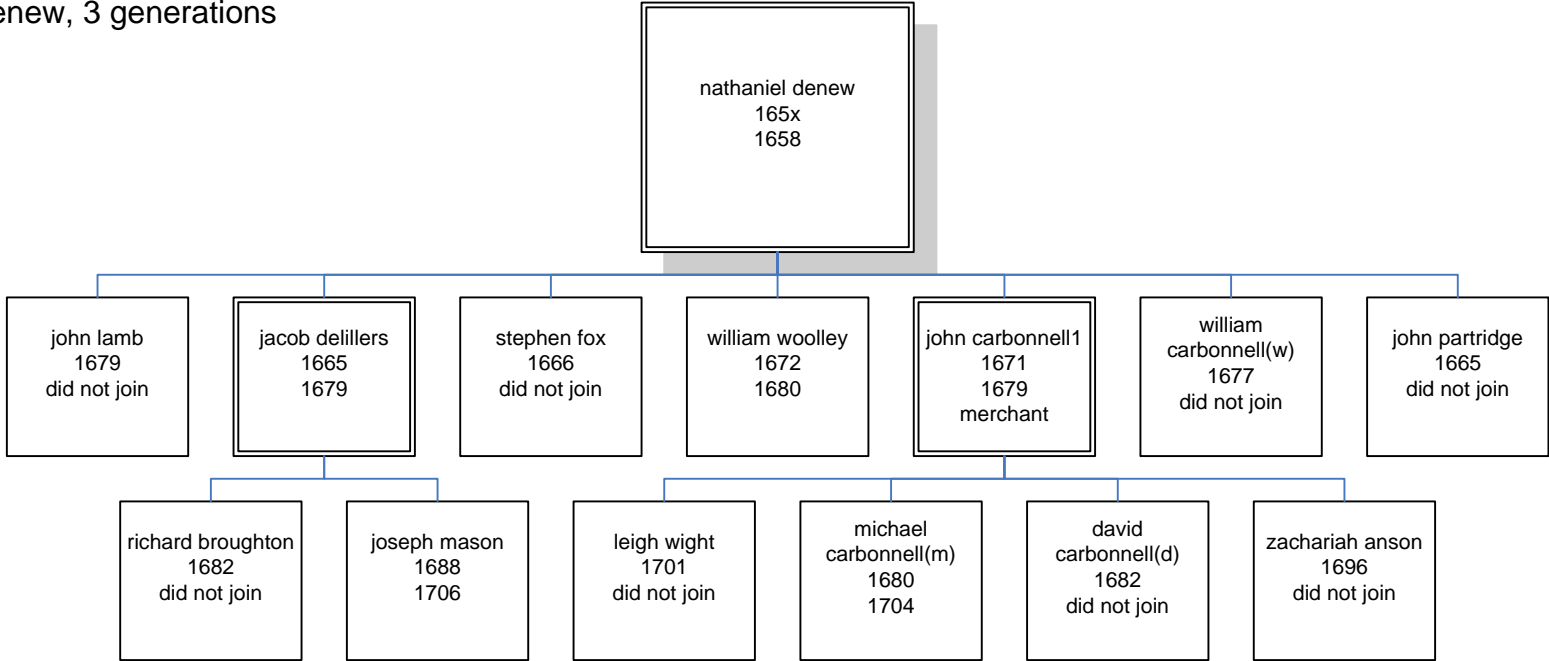 3 generations
nathaniel denew
165x
1658
john lamb
1679
did not join
jacob delillers
1665
1679
stephen fox
1666
did not join
william woolley
1672
1680
john carbonnell1
1671
1679
merchant
william
carbonnell(w)
1677
did not join
john partridge
1665
did not join
richard broughton
1682
did not join
joseph mason
1688
1706
leigh wight
1701
did not join
michael
carbonnell(m)
1680
1704
david
carbonnell(d)
1682
did not join
zachariah anson
1696
did not join